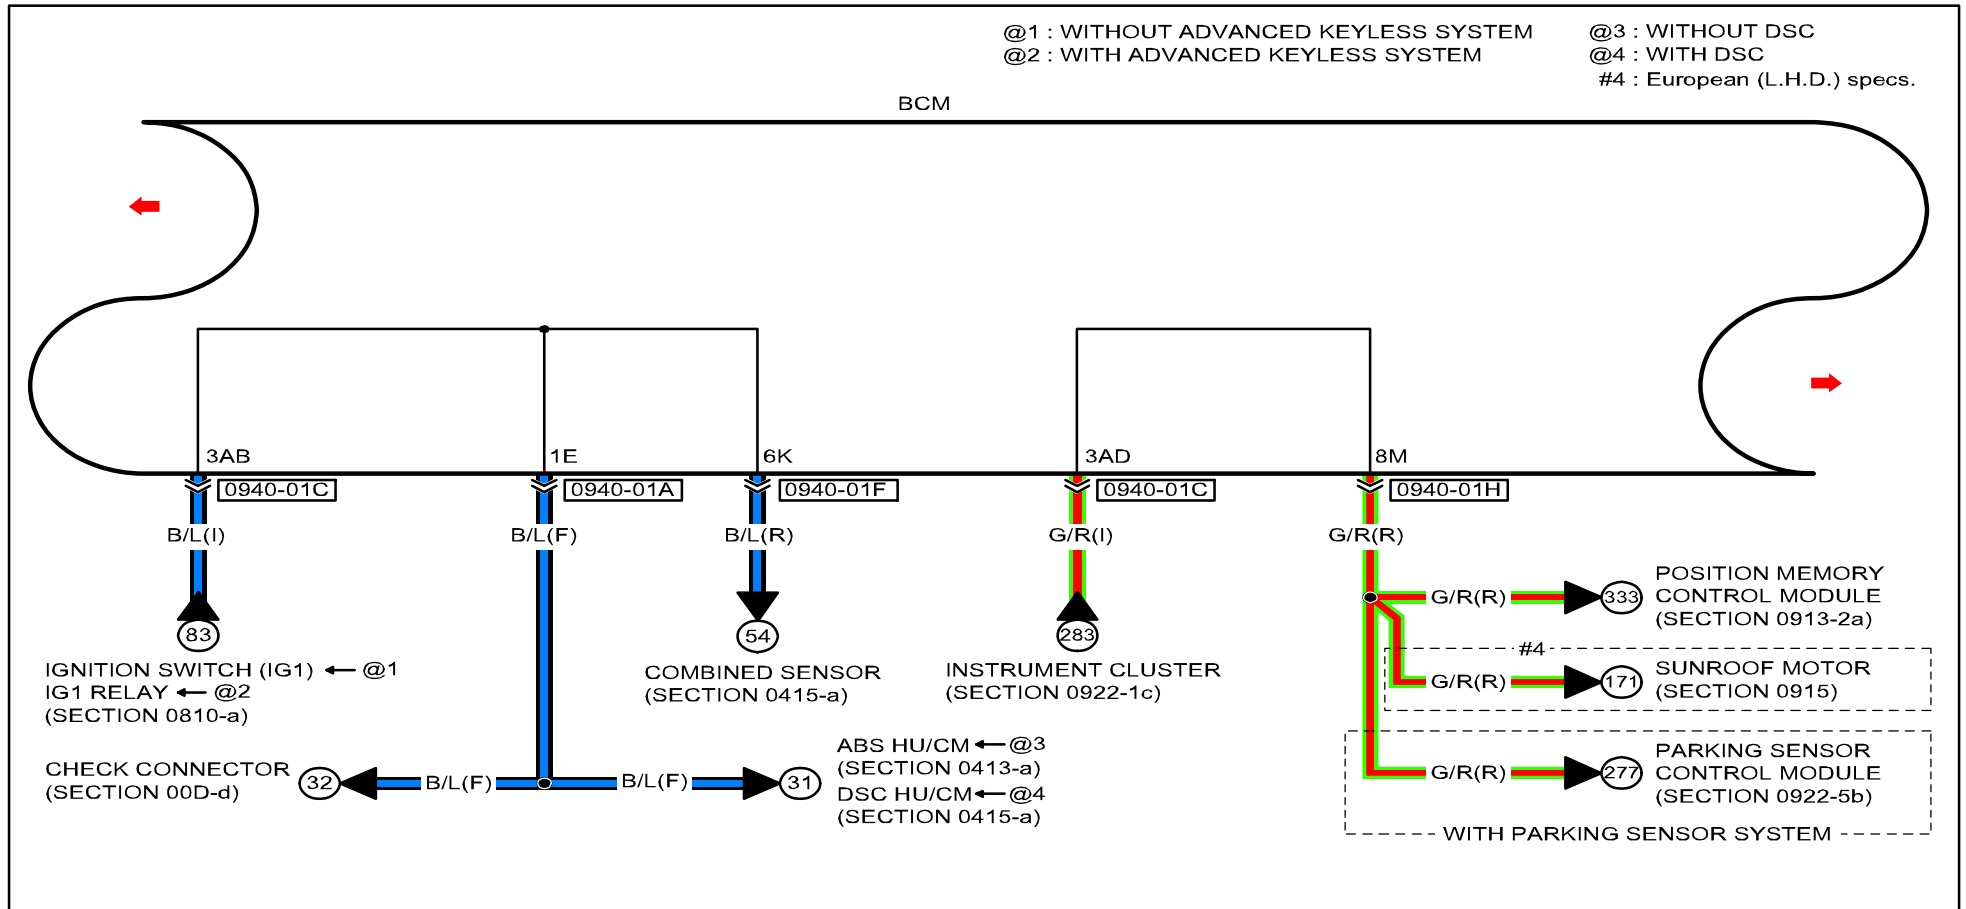 @1 : WITHOUT ADVANCED KEYLESS SYSTEM
@2 : WITH ADVANCED KEYLESS SYSTEM
@3 : WITHOUT DSC
@4 : WITH DSC
#4 : European (L.H.D.) specs.
BCM
3AB
1E
6K
3AD
8M
0940-01C
0940-01A
0940-01F
0940-01C
0940-01H
B/L(I)
B/L(F)
B/L(R)
G/R(I)
G/R(R)
83
IGNITION SWITCH (IG1) ← @1
IG1 RELAY ← @2
(SECTION 0810-a)
54
COMBINED SENSOR
(SECTION 0415-a)
283
INSTRUMENT CLUSTER
(SECTION 0922-1c)
G/R(R)
333
POSITION MEMORY
CONTROL MODULE
(SECTION 0913-2a)
#4
G/R(R)
171
SUNROOF MOTOR
(SECTION 0915)
CHECK CONNECTOR
(SECTION 00D-d)
32
B/L(F)
B/L(F)
31
ABS HU/CM ← @3
(SECTION 0413-a)
DSC HU/CM ← @4
(SECTION 0415-a)
G/R(R)
277
PARKING SENSOR
CONTROL MODULE
(SECTION 0922-5b)
WITH PARKING SENSOR SYSTEM